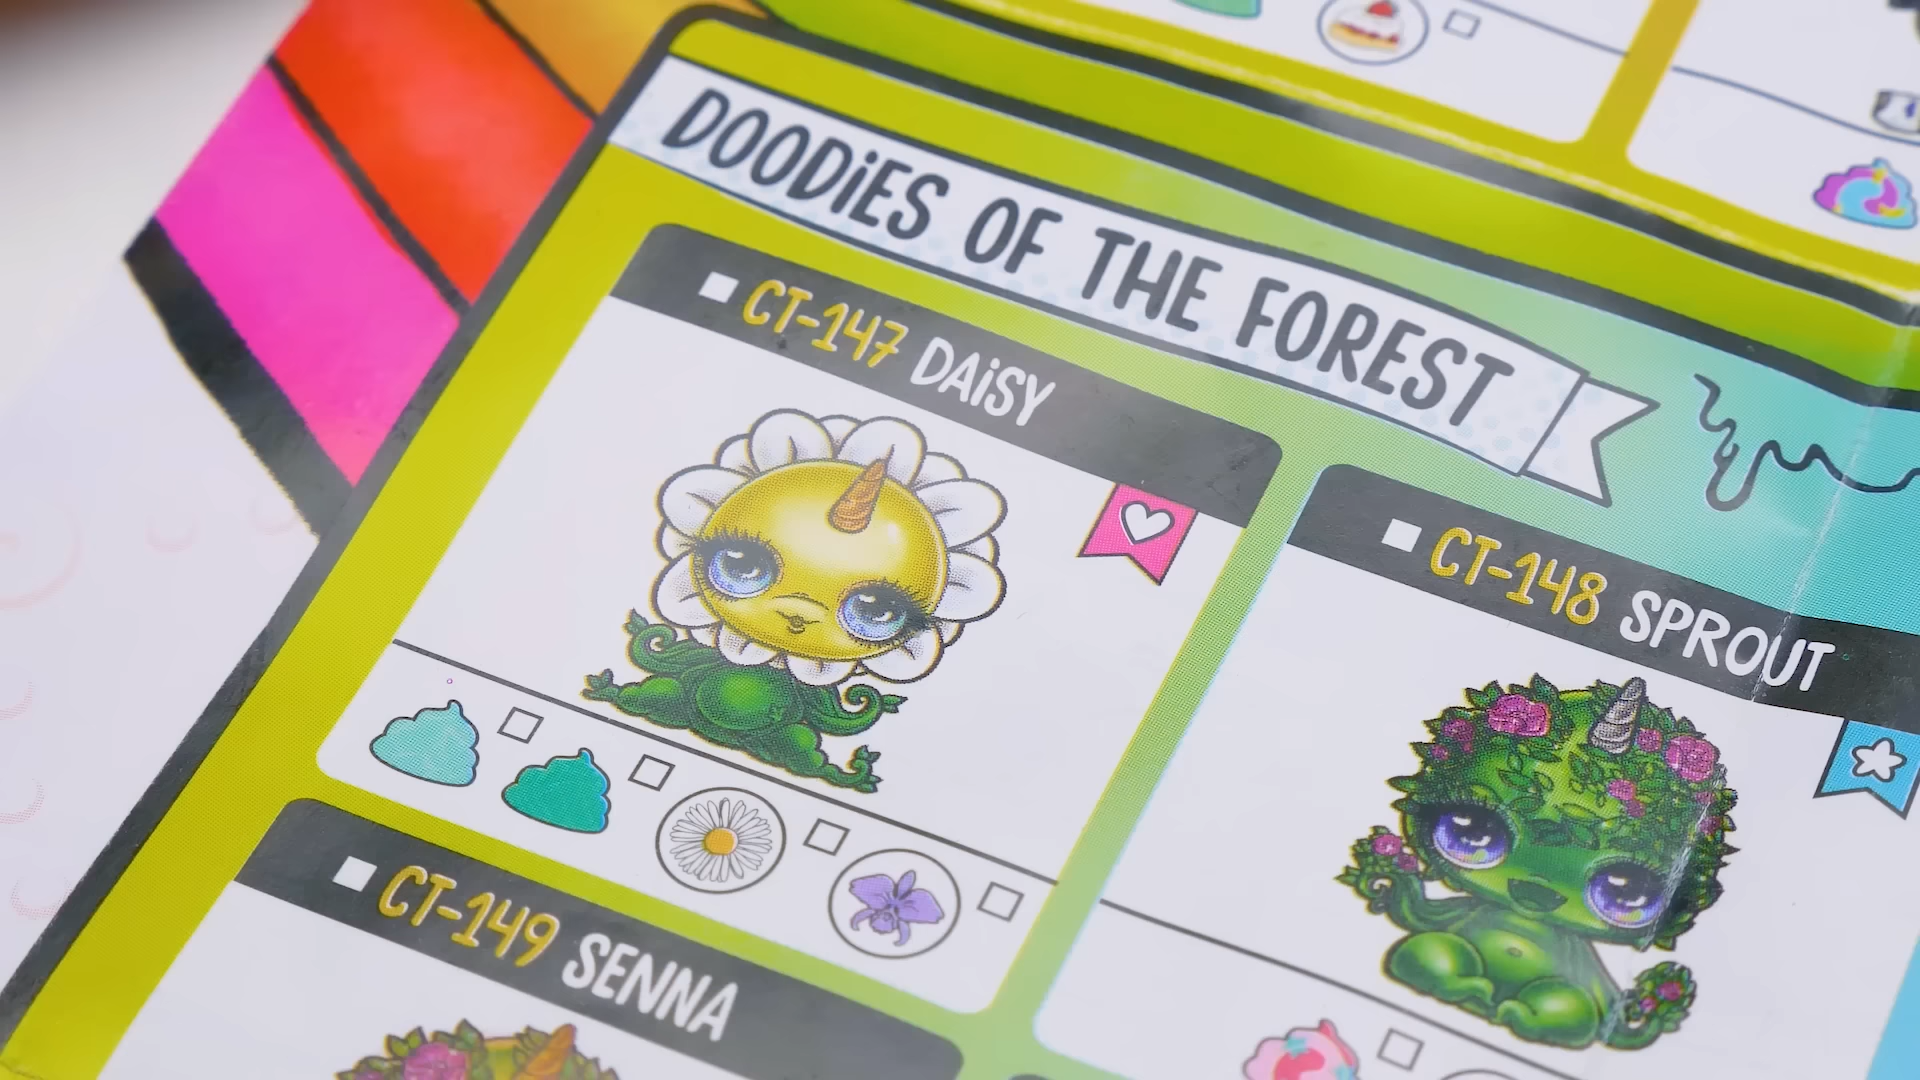 DOODiES OF THE FOREST
CT-147 DAiSY
CT-148 SPROUT
CT-149 SENNA